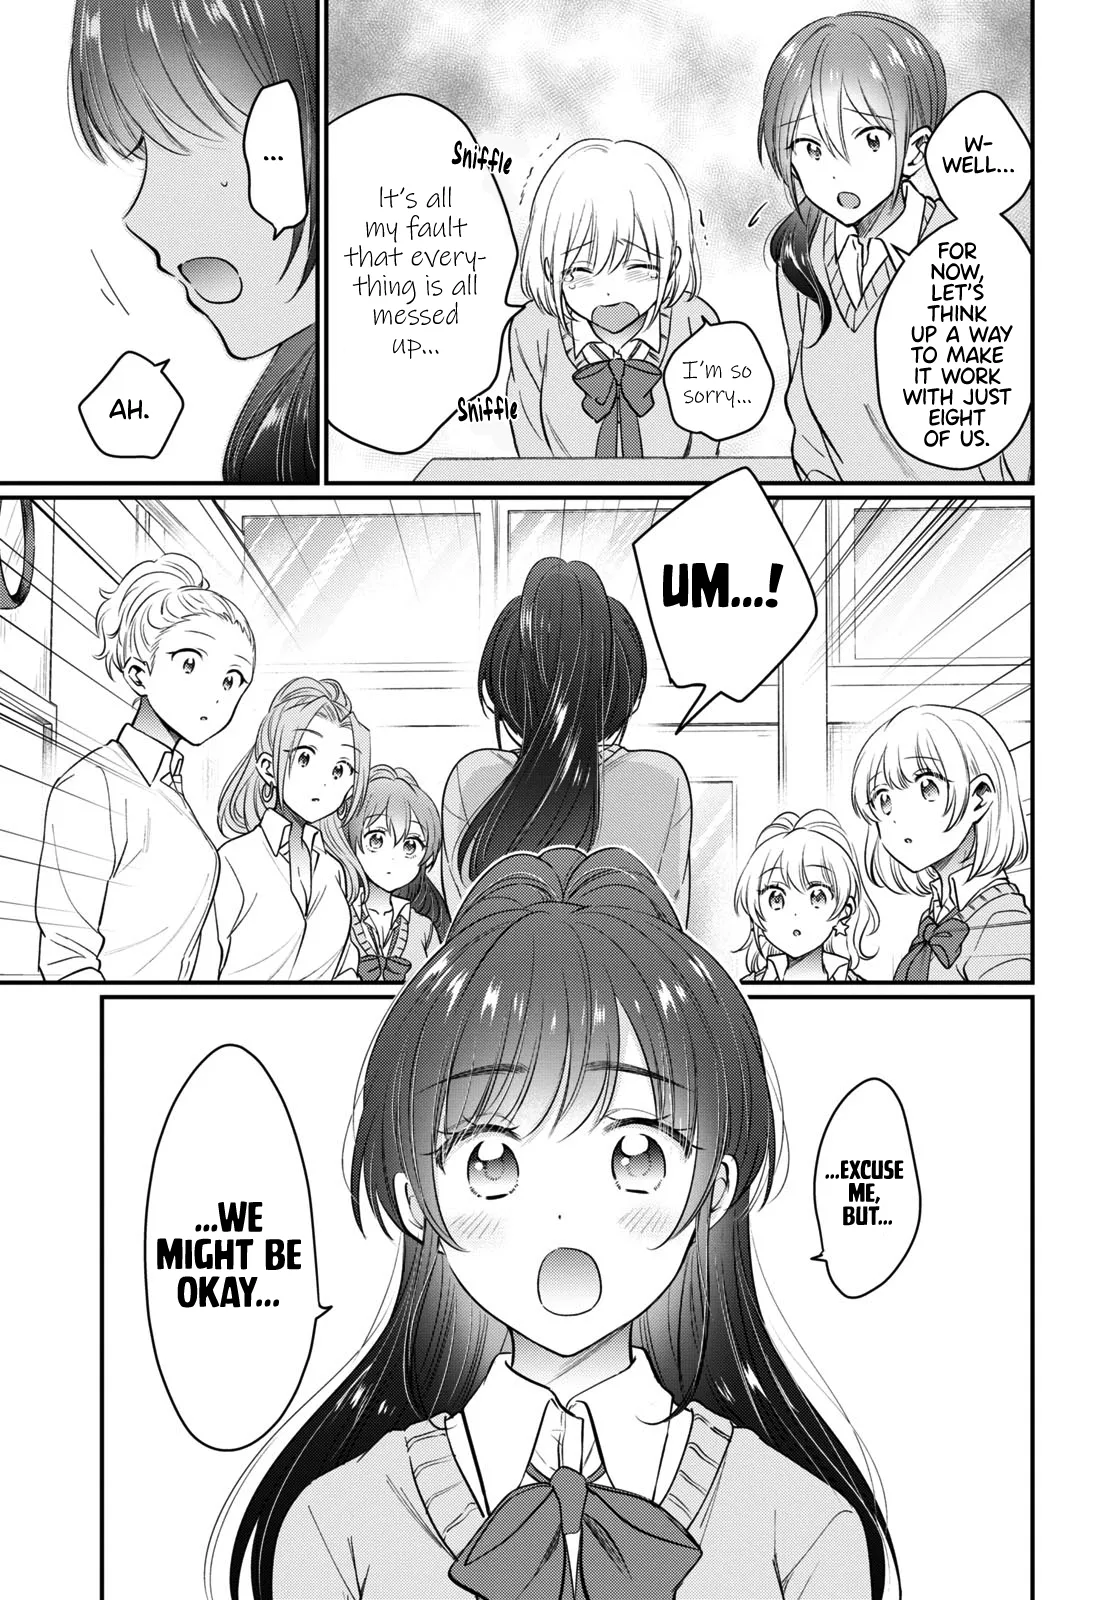 W-
WELL...
FOR
NOW,
LET'S
THINK
UP A WAY
TO MAKE
IT WORK
WITH JUST
EIGHT
OF US.
Sniffle
It's all
my fault
that every-
thing is all
messed
up...
I'm so
sorry...
Sniffle
...
AH.
UM...!
...EXCUSE
ME,
BUT...
...WE
MIGHT BE
OKAY...